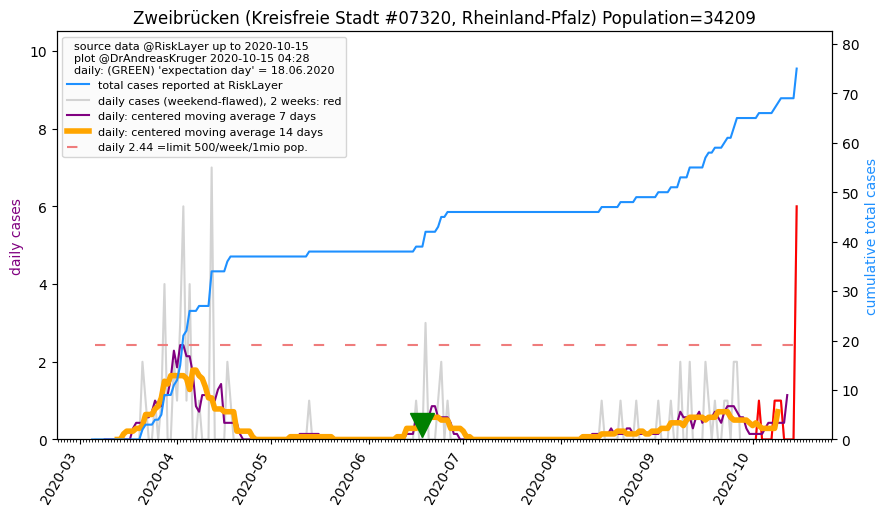 Zweibrücken (Kreisfreie Stadt #07320, Rheinland-Pfalz) Population=34209
source data @RiskLayer up to 2020-10-15
plot @DrAndreasKruger 2020-10-15 04:28
daily: (GREEN) 'expectation day' = 18.06.2020
total cases reported at RiskLayer
daily cases (weekend-flawed), 2 weeks: red
daily: centered moving average 7 days
daily: centered moving average 14 days
daily 2.44 =limit 500/week/1mio pop.
daily cases
10
8
6
4
2
0
80
70
60
50
40
30
20
10
0
cumulative total cases
2020-03
2020-04
2020-05
2020-06
2020-07
2020-08
2020-09
2020-10